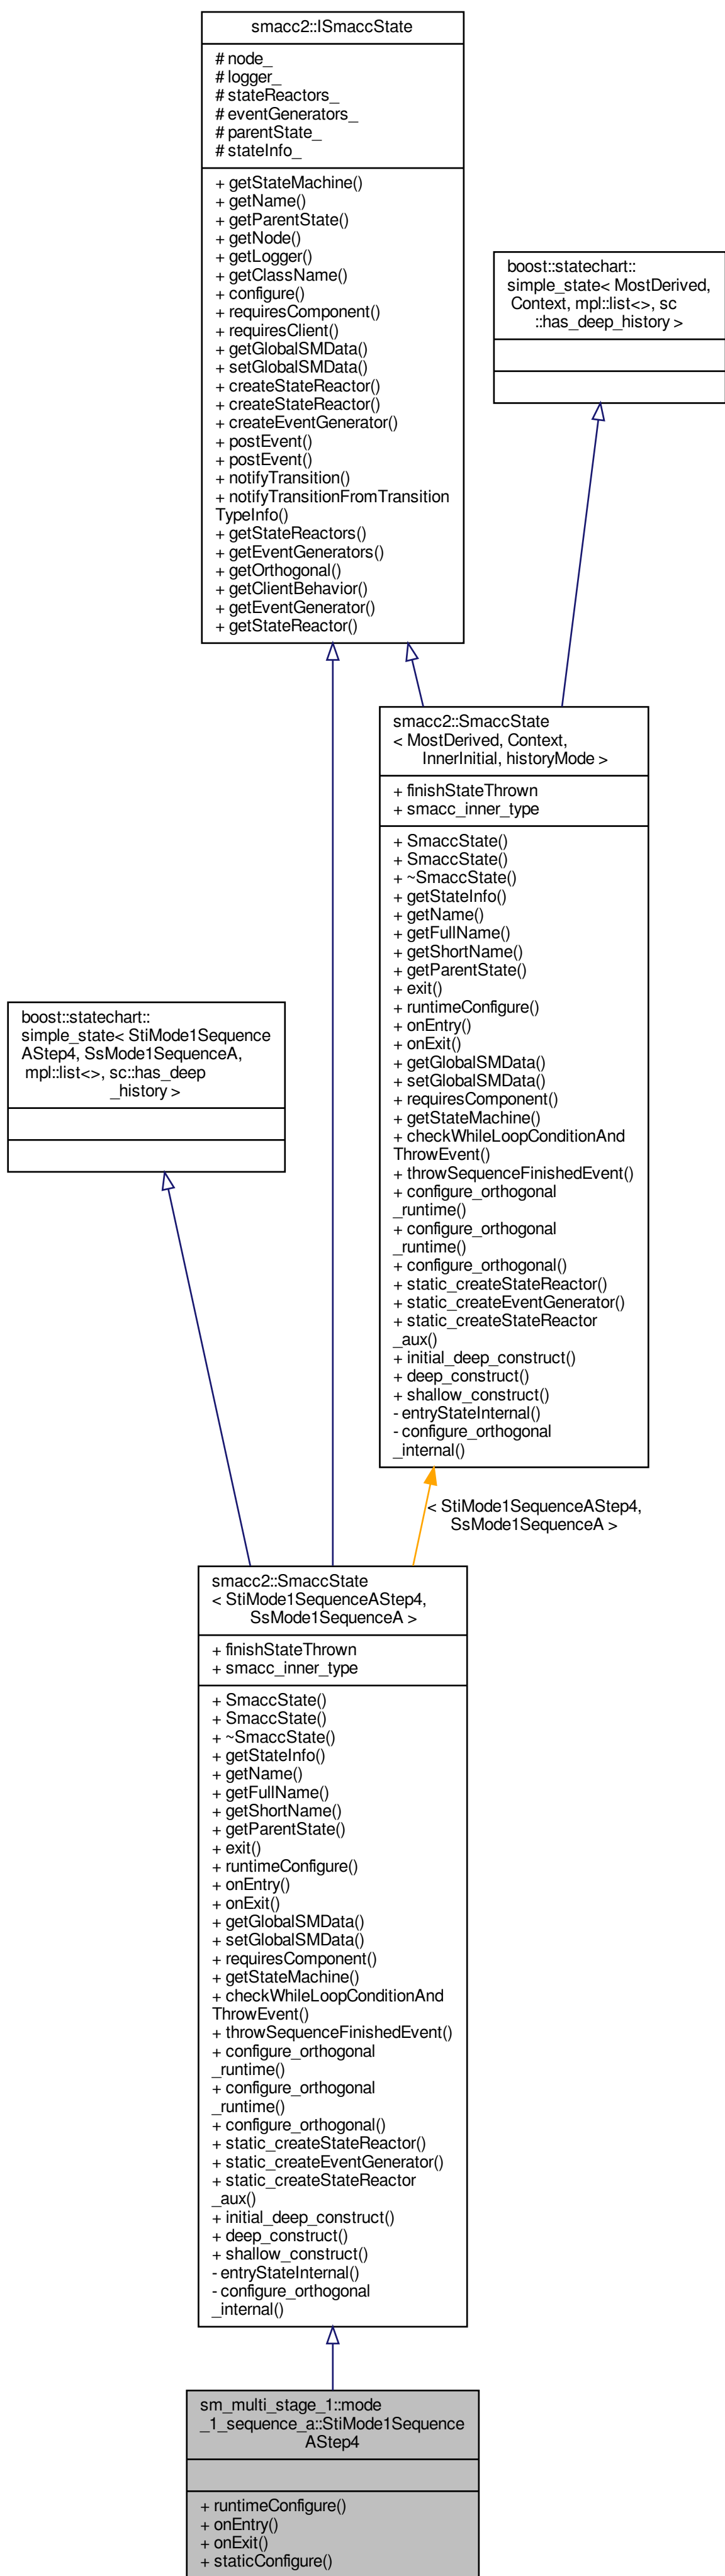 smacc2::ISmaccState
# node_
# logger_
# stateReactors_
# eventGenerators_
# parentState_
# stateInfo_
+ getStateMachine()
+ getName()
+ getParentState()
+ getNode()
+ getLogger()
+ getClassName()
+ configure()
+ requiresComponent()
+ requiresClient()
+ getGlobalSMData()
+ setGlobalSMData()
+ createStateReactor()
+ createStateReactor()
+ createEventGenerator()
+ postEvent()
+ postEvent()
+ notifyTransition()
+ notifyTransitionFromTransition
TypeInfo()
+ getStateReactors()
+ getEventGenerators()
+ getOrthogonal()
+ getClientBehavior()
+ getEventGenerator()
+ getStateReactor()
boost::statechart::
simple_state< MostDerived,
Context, mpl::list<>, sc
::has_deep_history >
smacc2::SmaccState
< MostDerived, Context,
InnerInitial, historyMode >
+ finishStateThrown
+ smacc_inner_type
+ SmaccState()
+ SmaccState()
+ ~SmaccState()
+ getStateInfo()
+ getName()
+ getFullName()
+ getShortName()
+ getParentState()
+ exit()
+ runtimeConfigure()
+ onEntry()
+ onExit()
+ getGlobalSMData()
+ setGlobalSMData()
+ requiresComponent()
+ getStateMachine()
+ checkWhileLoopConditionAnd
ThrowEvent()
+ throwSequenceFinishedEvent()
+ configure_orthogonal
_runtime()
+ configure_orthogonal
_runtime()
+ configure_orthogonal()
+ static_createStateReactor()
+ static_createEventGenerator()
+ static_createStateReactor
_aux()
+ initial_deep_construct()
+ deep_construct()
+ shallow_construct()
- entryStateInternal()
- configure_orthogonal
_internal()
boost::statechart::
simple_state< StiMode1Sequence
AStep4, SsMode1SequenceA,
mpl::list<>, sc::has_deep
_history >
< StiMode1SequenceAStep4,
SsMode1SequenceA >
smacc2::SmaccState
< StiMode1SequenceAStep4,
SsMode1SequenceA >
+ finishStateThrown
+ smacc_inner_type
+ SmaccState()
+ SmaccState()
+ ~SmaccState()
+ getStateInfo()
+ getName()
+ getFullName()
+ getShortName()
+ getParentState()
+ exit()
+ runtimeConfigure()
+ onEntry()
+ onExit()
+ getGlobalSMData()
+ setGlobalSMData()
+ requiresComponent()
+ getStateMachine()
+ checkWhileLoopConditionAnd
ThrowEvent()
+ throwSequenceFinishedEvent()
+ configure_orthogonal
_runtime()
+ configure_orthogonal
_runtime()
+ configure_orthogonal()
+ static_createStateReactor()
+ static_createEventGenerator()
+ static_createStateReactor
_aux()
+ initial_deep_construct()
+ deep_construct()
+ shallow_construct()
- entryStateInternal()
- configure_orthogonal
_internal()
sm_multi_stage_1::mode
_1_sequence_a::StiMode1Sequence
AStep4
+ runtimeConfigure()
+ onEntry()
+ onExit()
+ staticConfigure()